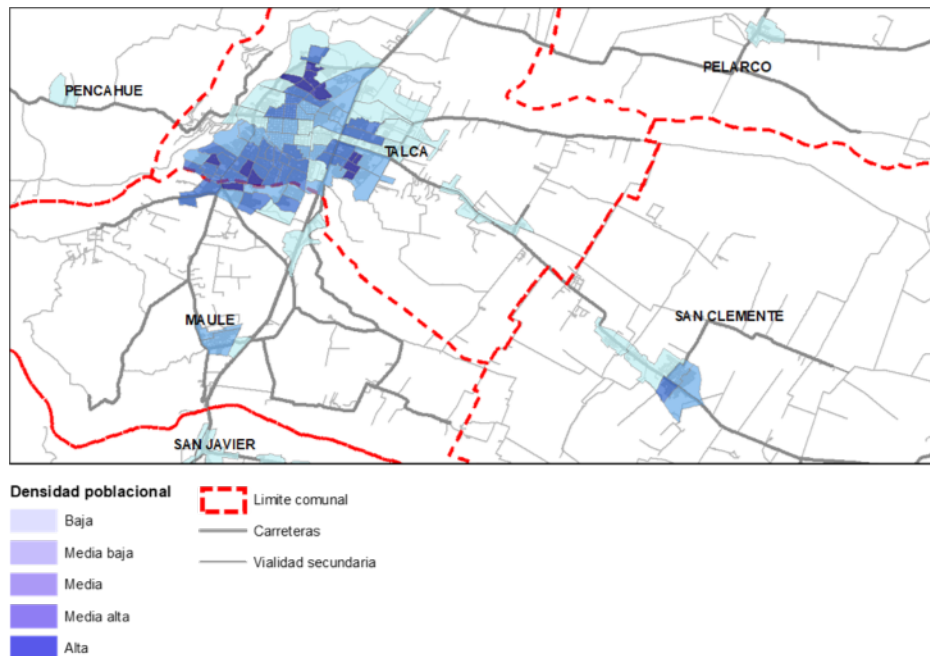 PELARCO
PENCAHUE
TALCA
SAN CLEMENTE
MAULE
SAN JAVIER
Densidad poblacional
Baja
Media baja
Media
Media alta
Alta
Limite comunal
Carreteras
Vialidad secundaria